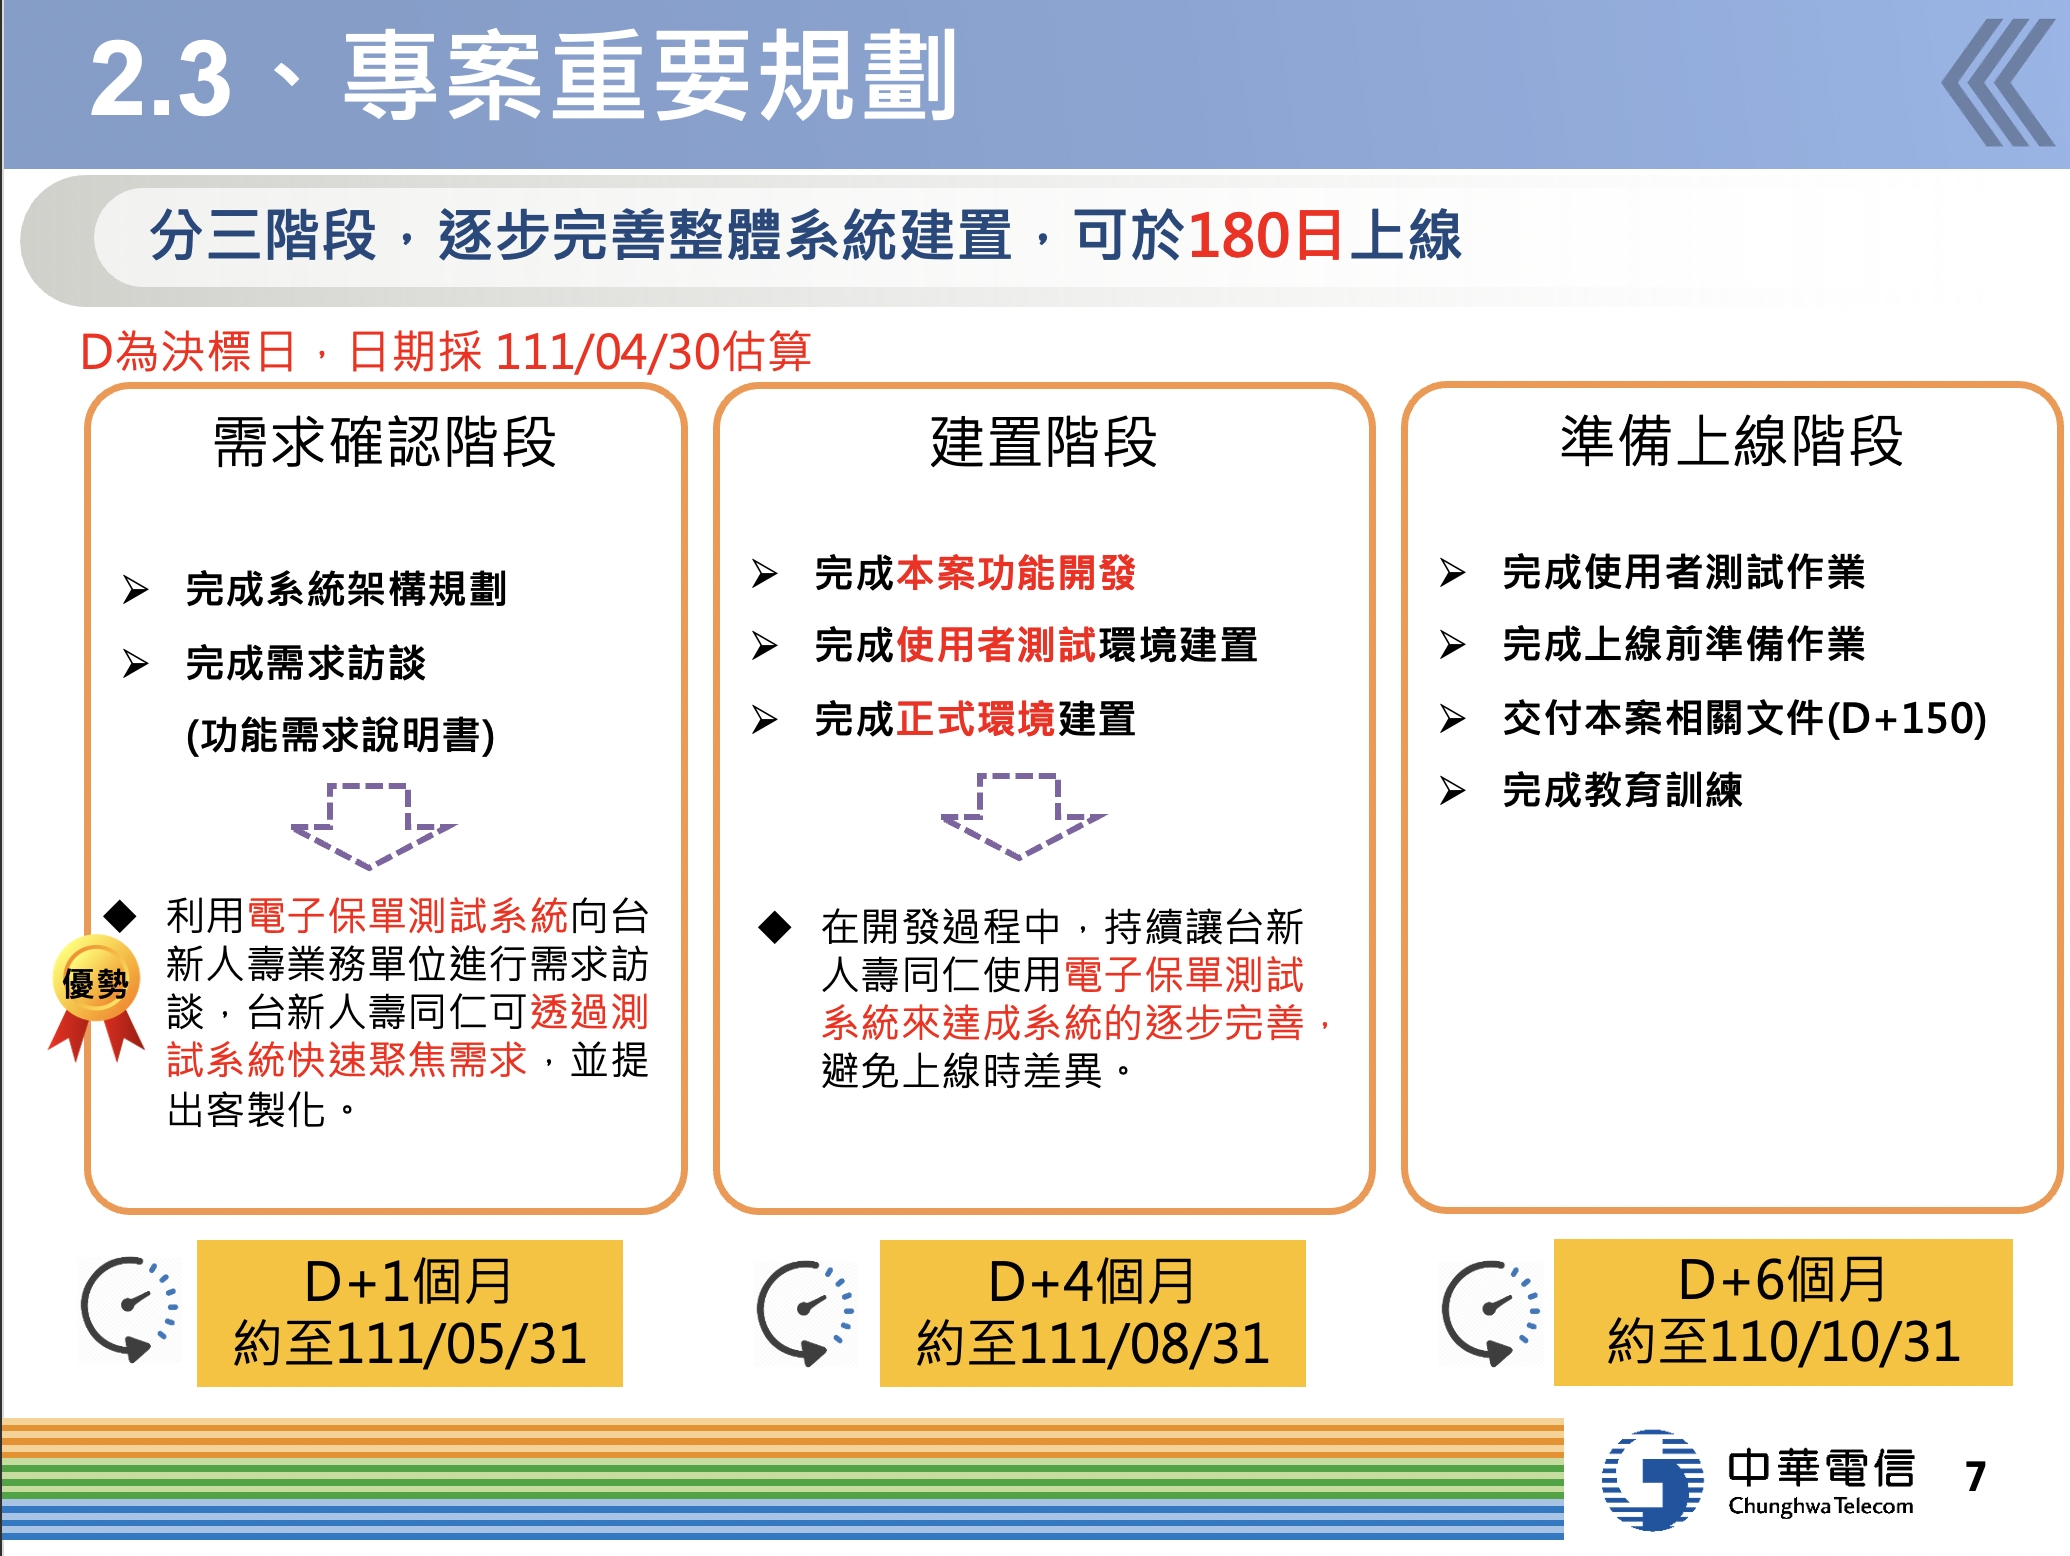 2.3、專案重要規劃
分三階段，逐步完善整體系統建置，可於180日上線
D為決標日，日期採 111/04/30估算
需求確認階段
➢ 完成系統架構規劃
➢ 完成需求訪談
(功能需求說明書)
◆ 利用電子保單測試系統向台
新人壽業務單位進行需求訪
談，台新人壽同仁可透過測
試系統快速聚焦需求，並提
出客製化。
優勢
D+1個月
約至111/05/31
建置階段
➢ 完成本案功能開發
➢ 完成使用者測試環境建置
➢ 完成正式環境建置
◆ 在開發過程中，持續讓台新
人壽同仁使用電子保單測試
系統來達成系統的逐步完善，
避免上線時差異。
D+4個月
約至111/08/31
準備上線階段
➢ 完成使用者測試作業
➢ 完成上線前準備作業
➢ 交付本案相關文件(D+150)
➢ 完成教育訓練
D+6個月
約至110/10/31
中華電信
Chunghwa Telecom
7